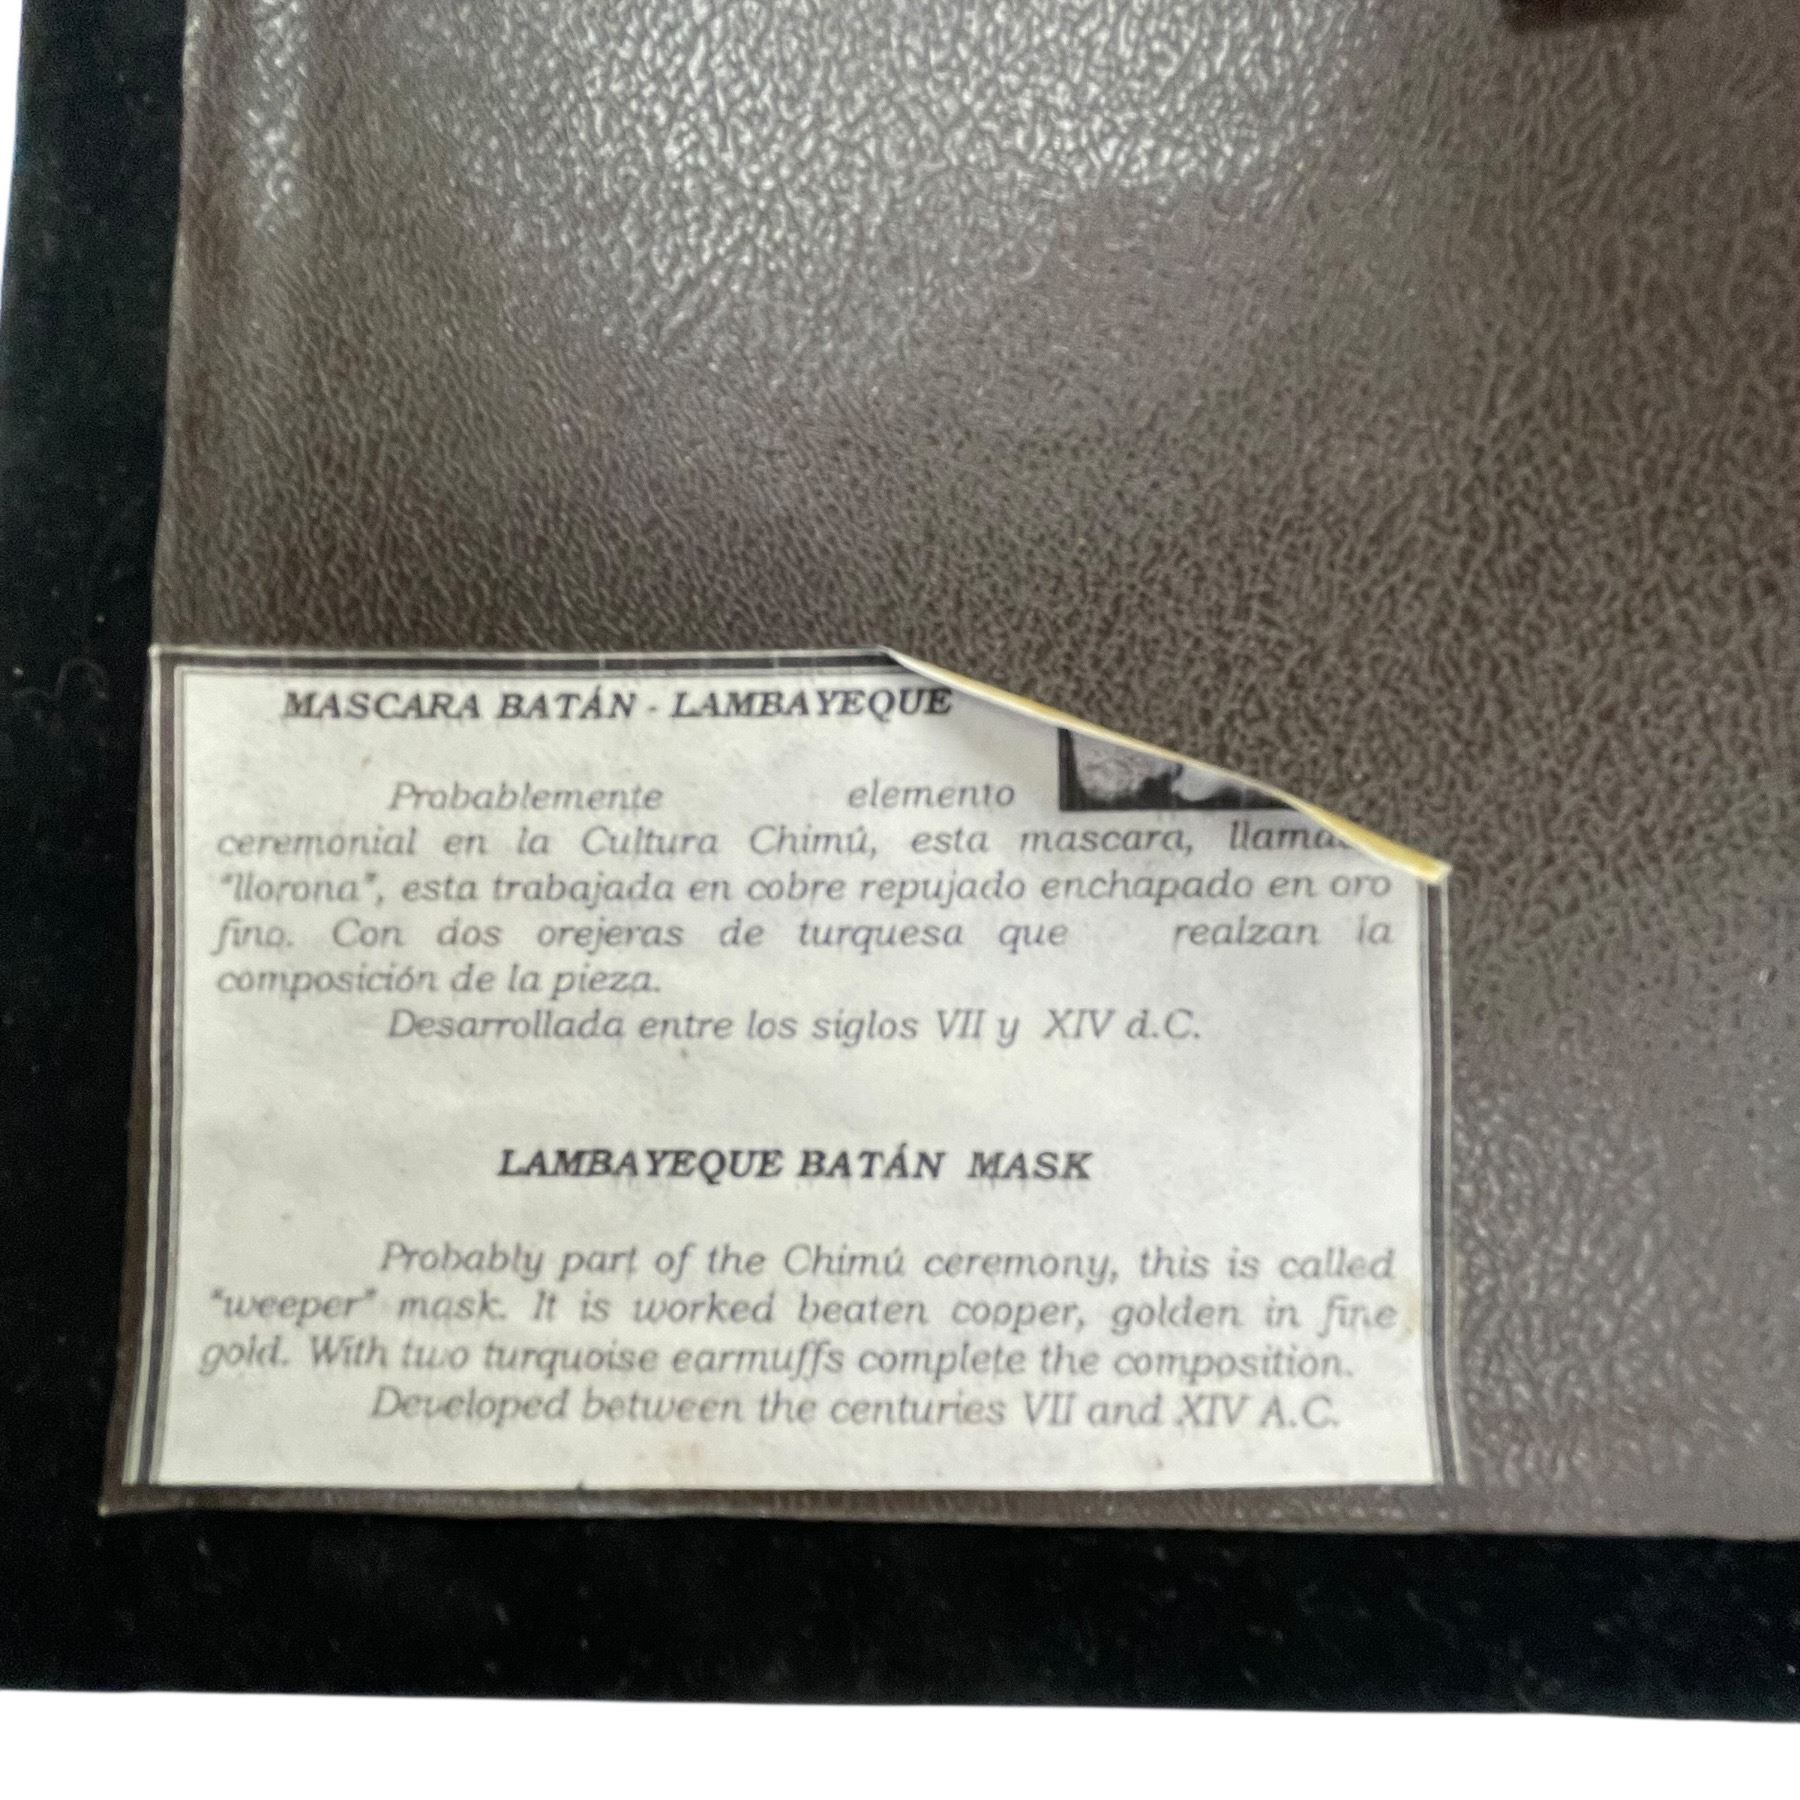 MASCARA BATÁN - LAMBAYEQUE
Probablemente elemento
ceremonial en la Cultura Chimú, esta mascara,
"llorona", esta trabajada en cobre repujado enchapado en oro
fino. Con dos orejeras de turquesa que realzan la
composición de la pieza.
Desarrollada entre los siglos VII y XIV d.C.
LAMBAYEQUE BATÁN MASK
Probably part of the Chimú ceremony, this is called
"weeper" mask. It is worked beaten cooper, golden in fine
gold. With two turquoise earmuffs complete the composition.
Developed between the centuries VII and XIV A.C.